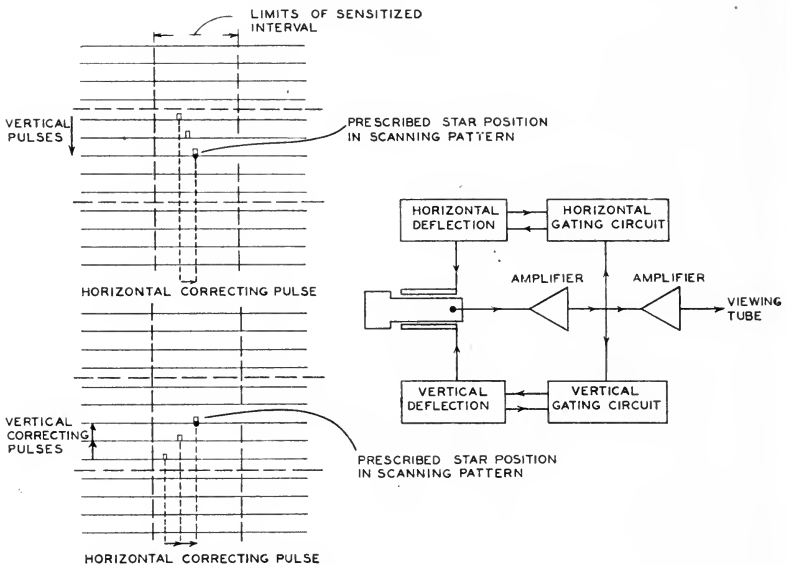 LIMITS OF SENSITIZED
INTERVAL
VERTICAL
PULSES
PRESCRIBED STAR POSITION
IN SCANNING PATTERN
HORIZONTAL CORRECTING PULSE
VERTICAL
CORRECTING
PULSES
PRESCRIBED STAR POSITION
IN SCANNING PATTERN
HORIZONTAL CORRECTING PULSE
HORIZONTAL
DEFLECTION
HORIZONTAL
GATING CIRCUIT
AMPLIFIER
AMPLIFIER
VIEWING
TUBE
VERTICAL
DEFLECTION
VERTICAL
GATING CIRCUIT